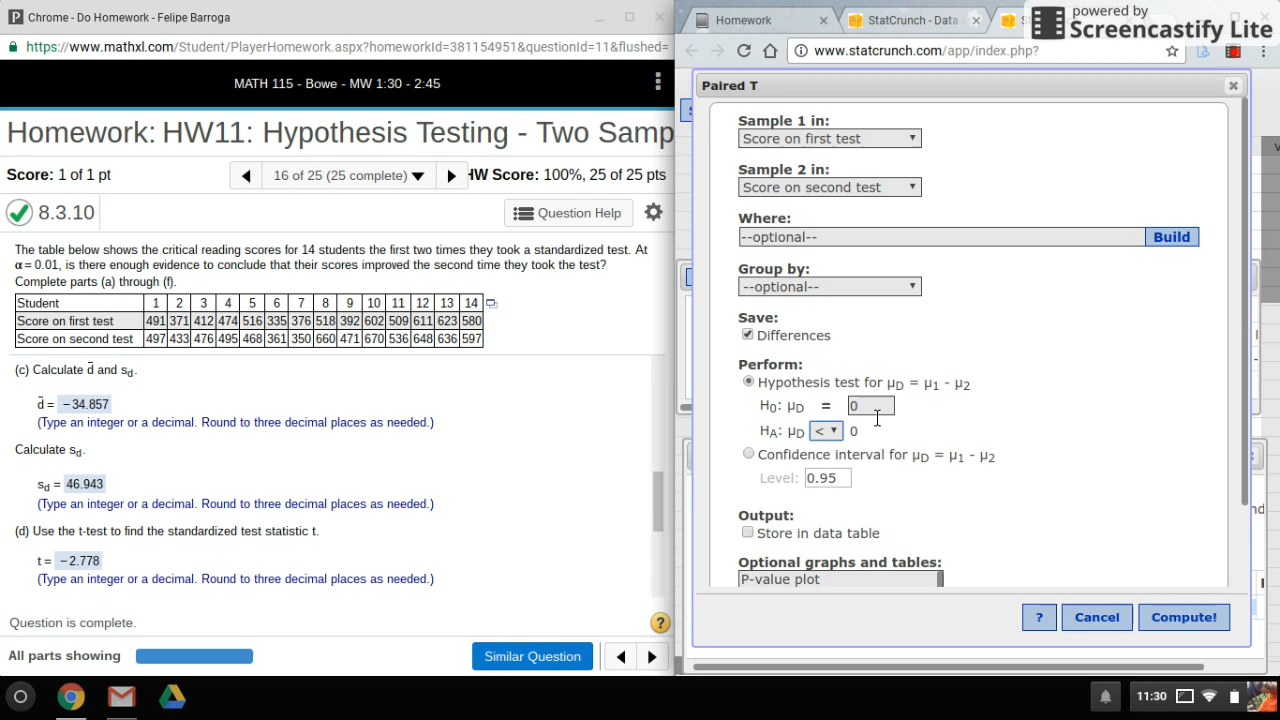 Chrome - Do Homework - Felipe Barroga
https://www.mathxl.com/Student/PlayerHomework.aspx?homeworkId=381154951&questionId=11&flushed=
MATH 115 - Bowe - MW 1:30 - 2:45
Homework: HW11: Hypothesis Testing - Two Samp
Score: 1 of 1 pt
16 of 25 (25 complete)
HW Score: 100%, 25 of 25 pts
8.3.10
Question Help
The table below shows the critical reading scores for 14 students the first two times they took a standardized test. At
α = 0.01, is there enough evidence to conclude that their scores improved the second time they took the test?
Complete parts (a) through (f).
Student 1 2 3 4 5 6 7 8 9 10 11 12 13 14
Score on first test 491 371 412 474 516 335 376 518 392 602 509 611 623 580
Score on second test 497 433 476 495 468 361 350 660 471 670 536 648 636 597
(c) Calculate d̄ and sd.
d̄ = −34.857
(Type an integer or a decimal. Round to three decimal places as needed.)
Calculate sd.
sd = 46.943
(Type an integer or a decimal. Round to three decimal places as needed.)
(d) Use the t-test to find the standardized test statistic t.
t = −2.778
(Type an integer or a decimal. Round to three decimal places as needed.)
Question is complete.
?
All parts showing
Similar Question
Homework
StatCrunch - Data
powered by
Screencastify Lite
www.statcrunch.com/app/index.php?
Paired T
Sample 1 in:
Score on first test
Sample 2 in:
Score on second test
Where:
--optional--
Build
Group by:
--optional--
Save:
Differences
Perform:
Hypothesis test for μD = μ1 - μ2
H0: μD = 0
HA: μD < 0
Confidence interval for μD = μ1 - μ2
Level: 0.95
Output:
Store in data table
Optional graphs and tables:
P-value plot
?
Cancel
Compute!
11:30